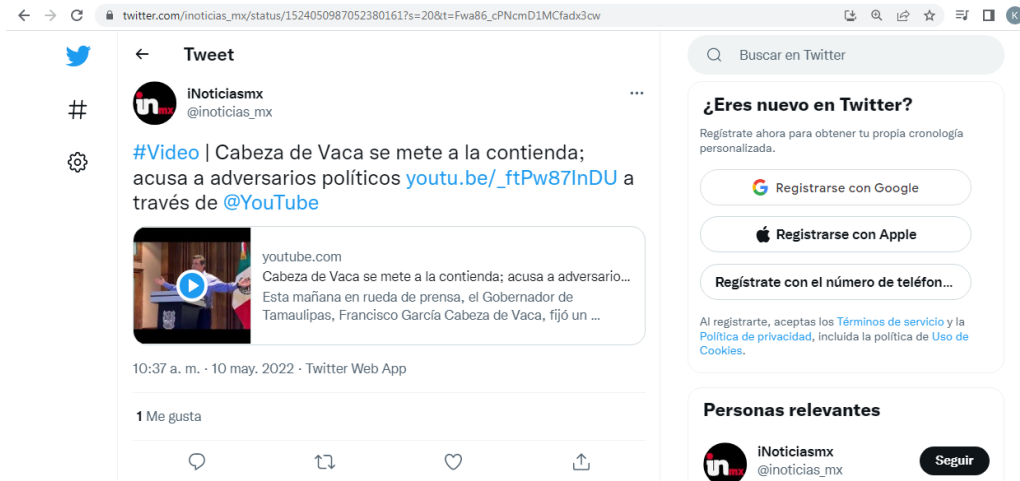 twitter.com/inoticias_mx/status/1524050987052380161?s=20&t=Fwa86_cPNcmD1MCfadx3cw
K
Tweet
Buscar en Twitter
in mx
iNoticiasmx
@inoticias_mx
#Video | Cabeza de Vaca se mete a la contienda;
acusa a adversarios políticos youtu.be/_ftPw87InDU a
través de @YouTube
youtube.com
Cabeza de Vaca se mete a la contienda; acusa a adversario...
Esta mañana en rueda de prensa, el Gobernador de
Tamaulipas, Francisco García Cabeza de Vaca, fijó un ...
10:37 a. m. · 10 may. 2022 · Twitter Web App
1 Me gusta
¿Eres nuevo en Twitter?
Regístrate ahora para obtener tu propia cronología
personalizada.
Registrarse con Google
Registrarse con Apple
Regístrate con el número de teléfon...
Al registrarte, aceptas los Términos de servicio y la
Política de privacidad, incluida la política de Uso de
Cookies.
Personas relevantes
in mx
iNoticiasmx
@inoticias_mx
Seguir